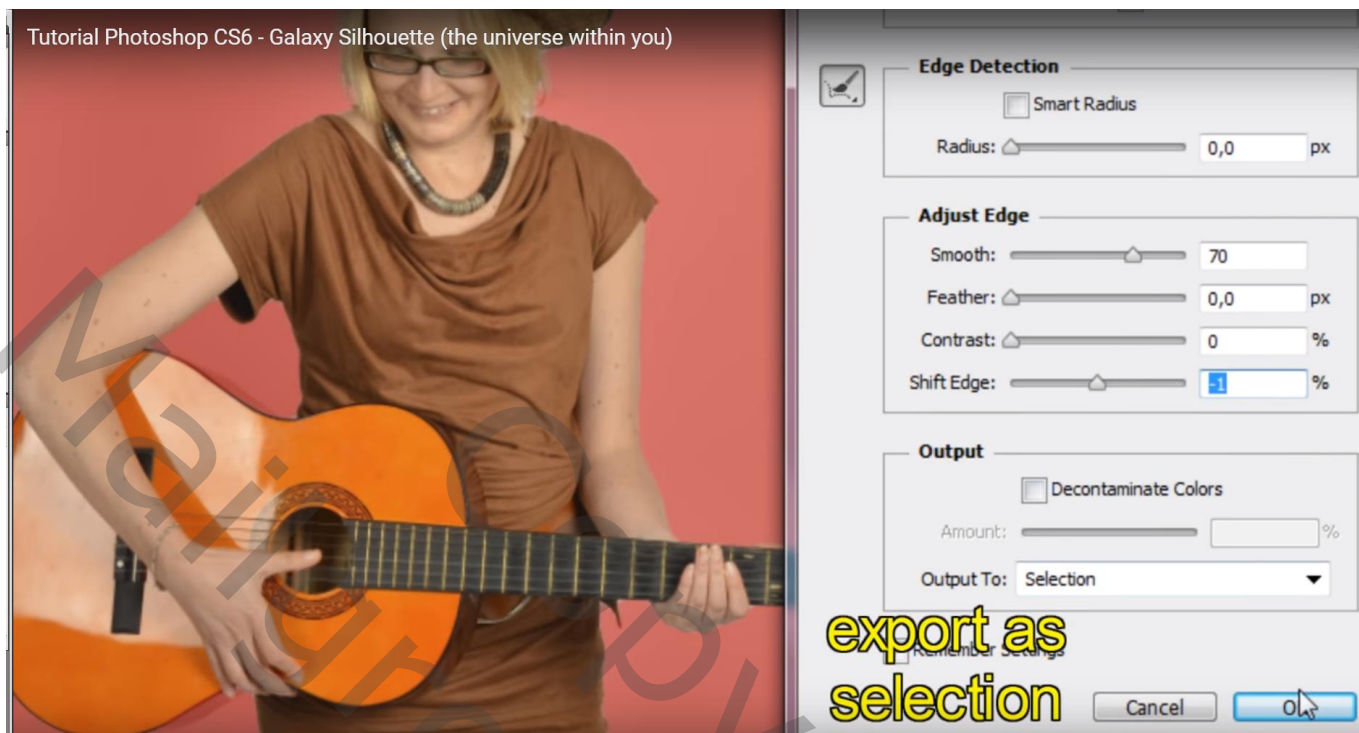 Tutorial Photoshop CS6 - Galaxy Silhouette (the universe within you)
Edge Detection
Smart Radius
Radius: 0,0 px
Adjust Edge
Smooth: 70
Feather: 0,0 px
Contrast: 0 %
Shift Edge: -1 %
Output
Decontaminate Colors
Amount: %
Output To: Selection
export as
Remember Settings
selection
Cancel